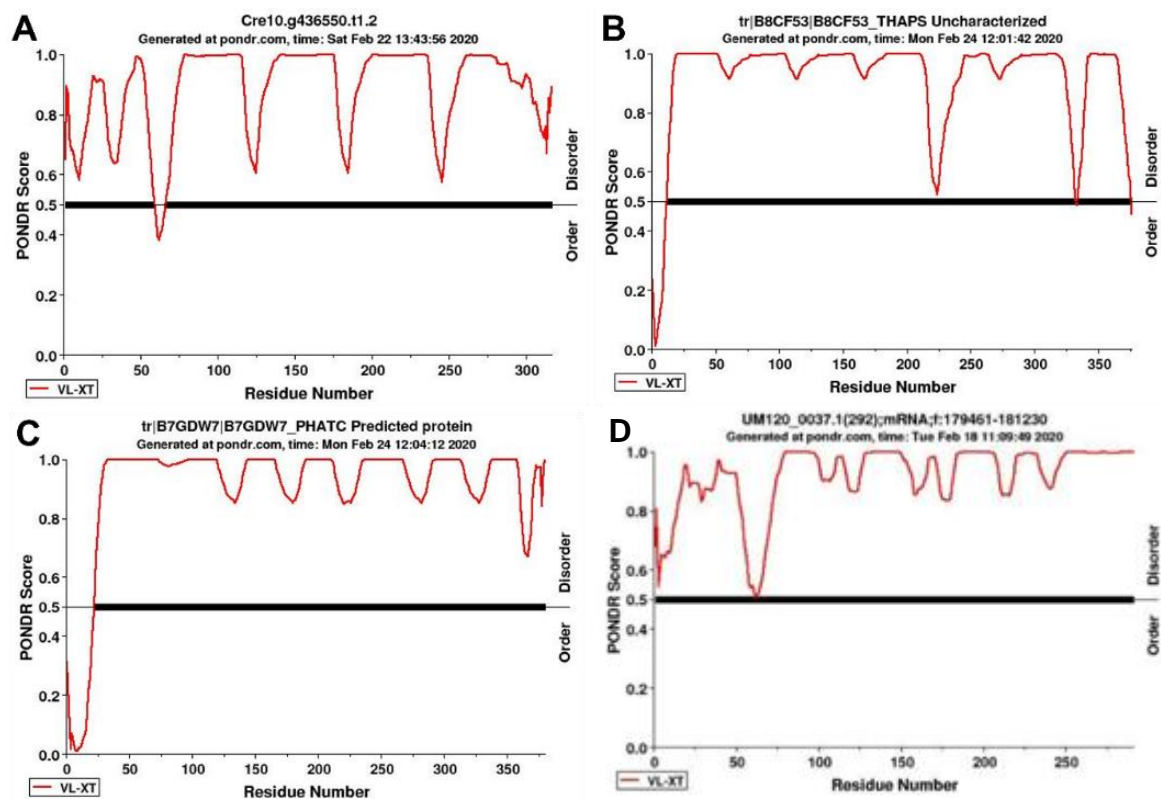 A
Cre10.g436550.t1.2
Generated at pondr.com, time: Sat Feb 22 13:43:56 2020
PONDR Score
1.0
0.8
0.6
0.5
0.4
0.2
0.0
Disorder
Order
0 50 100 150 200 250 300
Residue Number
VL-XT
B
tr|B8CF53|B8CF53_THAPS Uncharacterized
Generated at pondr.com, time: Mon Feb 24 12:01:42 2020
PONDR Score
1.0
0.8
0.6
0.5
0.4
0.2
0.0
Disorder
Order
0 50 100 150 200 250 300 350
Residue Number
VL-XT
C
tr|B7GDW7|B7GDW7_PHATC Predicted protein
Generated at pondr.com, time: Mon Feb 24 12:04:12 2020
PONDR Score
1.0
0.8
0.6
0.5
0.4
0.2
0.0
Disorder
Order
0 50 100 150 200 250 300 350
Residue Number
VL-XT
D
UM120_0037.1(292);mRNA;f:179461-181230
Generated at pondr.com, time: Tue Feb 18 11:09:49 2020
PONDR Score
1.0
0.8
0.6
0.5
0.4
0.2
0.0
Disorder
Order
0 50 100 150 200 250
Residue Number
VL-XT